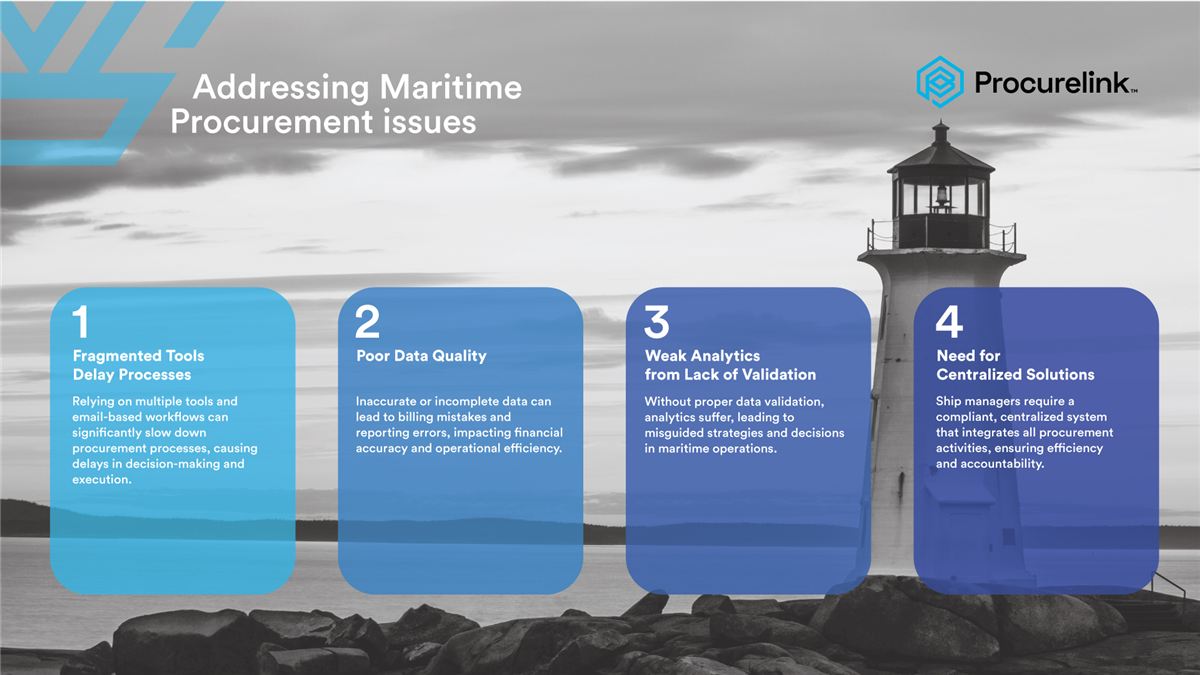 Addressing Maritime
Procurement issues
Procurelink™
1
Fragmented Tools
Delay Processes
Relying on multiple tools and
email-based workflows can
significantly slow down
procurement processes, causing
delays in decision-making and
execution.
2
Poor Data Quality
Inaccurate or incomplete data can
lead to billing mistakes and
reporting errors, impacting financial
accuracy and operational efficiency.
3
Weak Analytics
from Lack of Validation
Without proper data validation,
analytics suffer, leading to
misguided strategies and decisions
in maritime operations.
4
Need for
Centralized Solutions
Ship managers require a
compliant, centralized system
that integrates all procurement
activities, ensuring efficiency
and accountability.